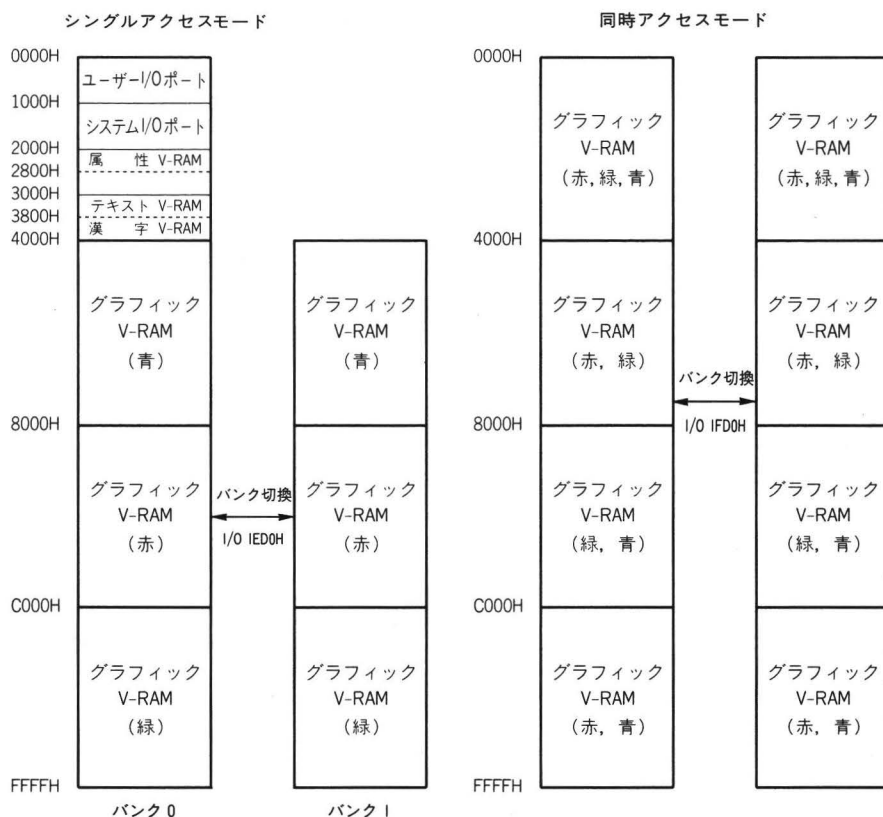 シングルアクセスモード
0000H
ユーザーI/Oポート
1000H
システムI/Oポート
2000H
属 性 V-RAM
2800H
3000H
テキスト V-RAM
3800H
漢 字 V-RAM
4000H
グラフィック
V-RAM
(青)
グラフィック
V-RAM
(青)
8000H
グラフィック
V-RAM
(赤)
バンク切換
I/O IED0H
グラフィック
V-RAM
(赤)
C000H
グラフィック
V-RAM
(緑)
グラフィック
V-RAM
(緑)
FFFFH
バンク0
バンク1
同時アクセスモード
0000H
グラフィック
V-RAM
(赤,緑,青)
グラフィック
V-RAM
(赤,緑,青)
4000H
グラフィック
V-RAM
(赤, 緑)
グラフィック
V-RAM
(赤, 緑)
バンク切換
I/O IFD0H
8000H
グラフィック
V-RAM
(緑, 青)
グラフィック
V-RAM
(緑, 青)
C000H
グラフィック
V-RAM
(赤, 青)
グラフィック
V-RAM
(赤, 青)
FFFFH